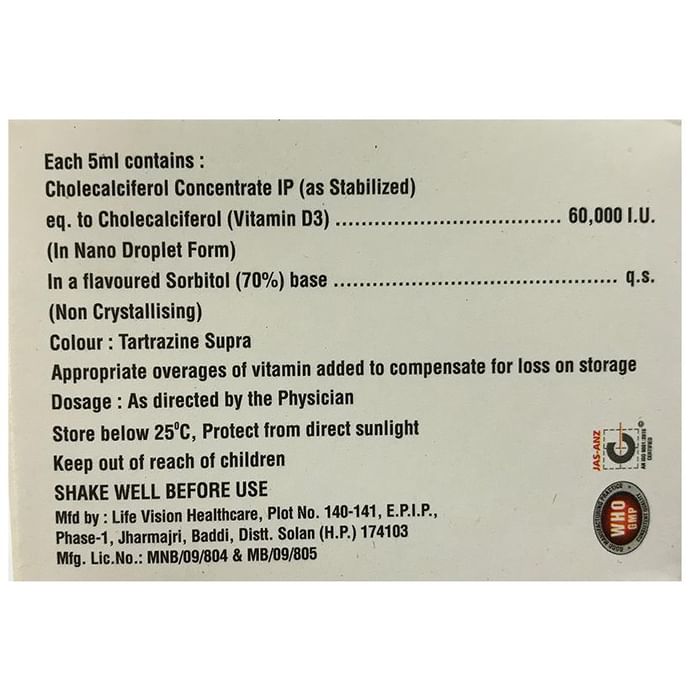 Each 5ml contains :
Cholecalciferol Concentrate IP (as Stabilized)
eq. to Cholecalciferol (Vitamin D3) ................................ 60,000 I.U.
(In Nano Droplet Form)
In a flavoured Sorbitol (70%) base ........................................ q.s.
(Non Crystallising)
Colour : Tartrazine Supra
Appropriate overages of vitamin added to compensate for loss on storage
Dosage : As directed by the Physician
Store below 25⁰C, Protect from direct sunlight
Keep out of reach of children
SHAKE WELL BEFORE USE
Mfd by : Life Vision Healthcare, Plot No. 140-141, E.P.I.P.,
Phase-1, Jharmajri, Baddi, Distt. Solan (H.P.) 174103
Mfg. Lic.No.: MNB/09/804 & MB/09/805
JAS-ANZ
©
WHO
GMP
GOOD MANUFACTURING PRACTICE